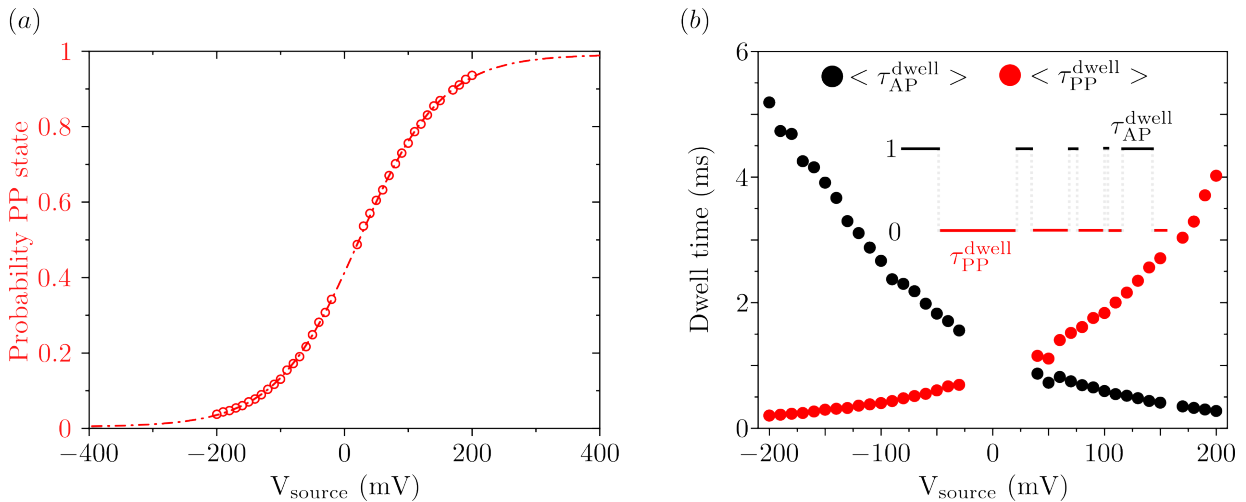 (a)
Probability PP state
1
0.8
0.6
0.4
0.2
0
−400
−200
0
200
400
V_source (mV)
(b)
Dwell time (ms)
6
4
2
0
< τ_AP^dwell >
< τ_PP^dwell >
τ_AP^dwell
1
0
τ_PP^dwell
−200
−100
0
100
200
V_source (mV)